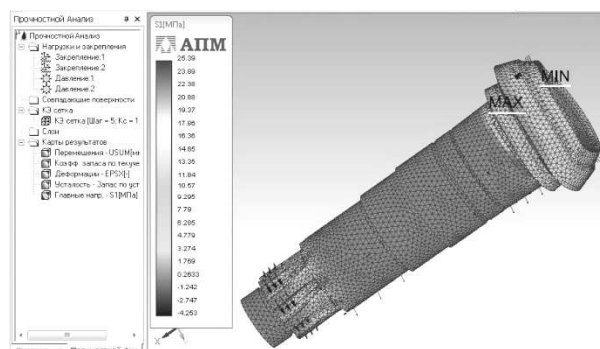 Прочностной Анализ
Прочностной Анализ
Нагрузки и закрепления
Закрепление:1
Закрепление:2
Давление:1
Давление:2
Совпадающие поверхности
КЭ сетка
КЭ сетка [Шаг = 5; Кс = 1
Слои
Карты результатов
Перемещения - USUM[м
Коэфф. запаса по текуче
Деформации - EPSX[-]
Усталость - Запас по уст
Главные напр. - S1[МПа]
S1[МПа]
АПМ
25.39
23.89
22.38
20.88
19.37
17.86
16.36
14.85
13.35
11.84
10.57
9.295
7.79
6.285
4.779
3.274
1.769
0.2633
-1.242
-2.747
-4.253
X
MIN
MAX